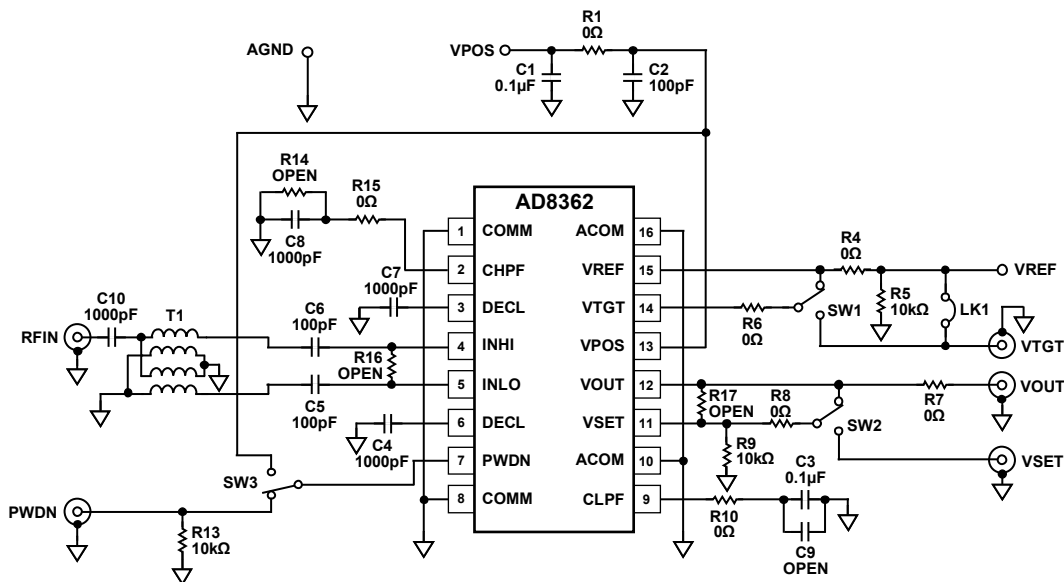 AGND
VPOS
R1
0Ω
C1
0.1µF
C2
100pF
R14
OPEN
R15
0Ω
C8
1000pF
AD8362
1 COMM
2 CHPF
3 DECL
4 INHI
5 INLO
6 DECL
7 PWDN
8 COMM
ACOM 16
VREF 15
VTGT 14
VPOS 13
VOUT 12
VSET 11
ACOM 10
CLPF 9
C7
1000pF
C10
1000pF
RFIN
T1
C6
100pF
R16
OPEN
C5
100pF
C4
1000pF
SW3
PWDN
R13
10kΩ
R4
0Ω
VREF
R6
0Ω
SW1
R5
10kΩ
LK1
VTGT
VOUT
R17
OPEN
R8
0Ω
R7
0Ω
SW2
R9
10kΩ
VSET
C3
0.1µF
R10
0Ω
C9
OPEN